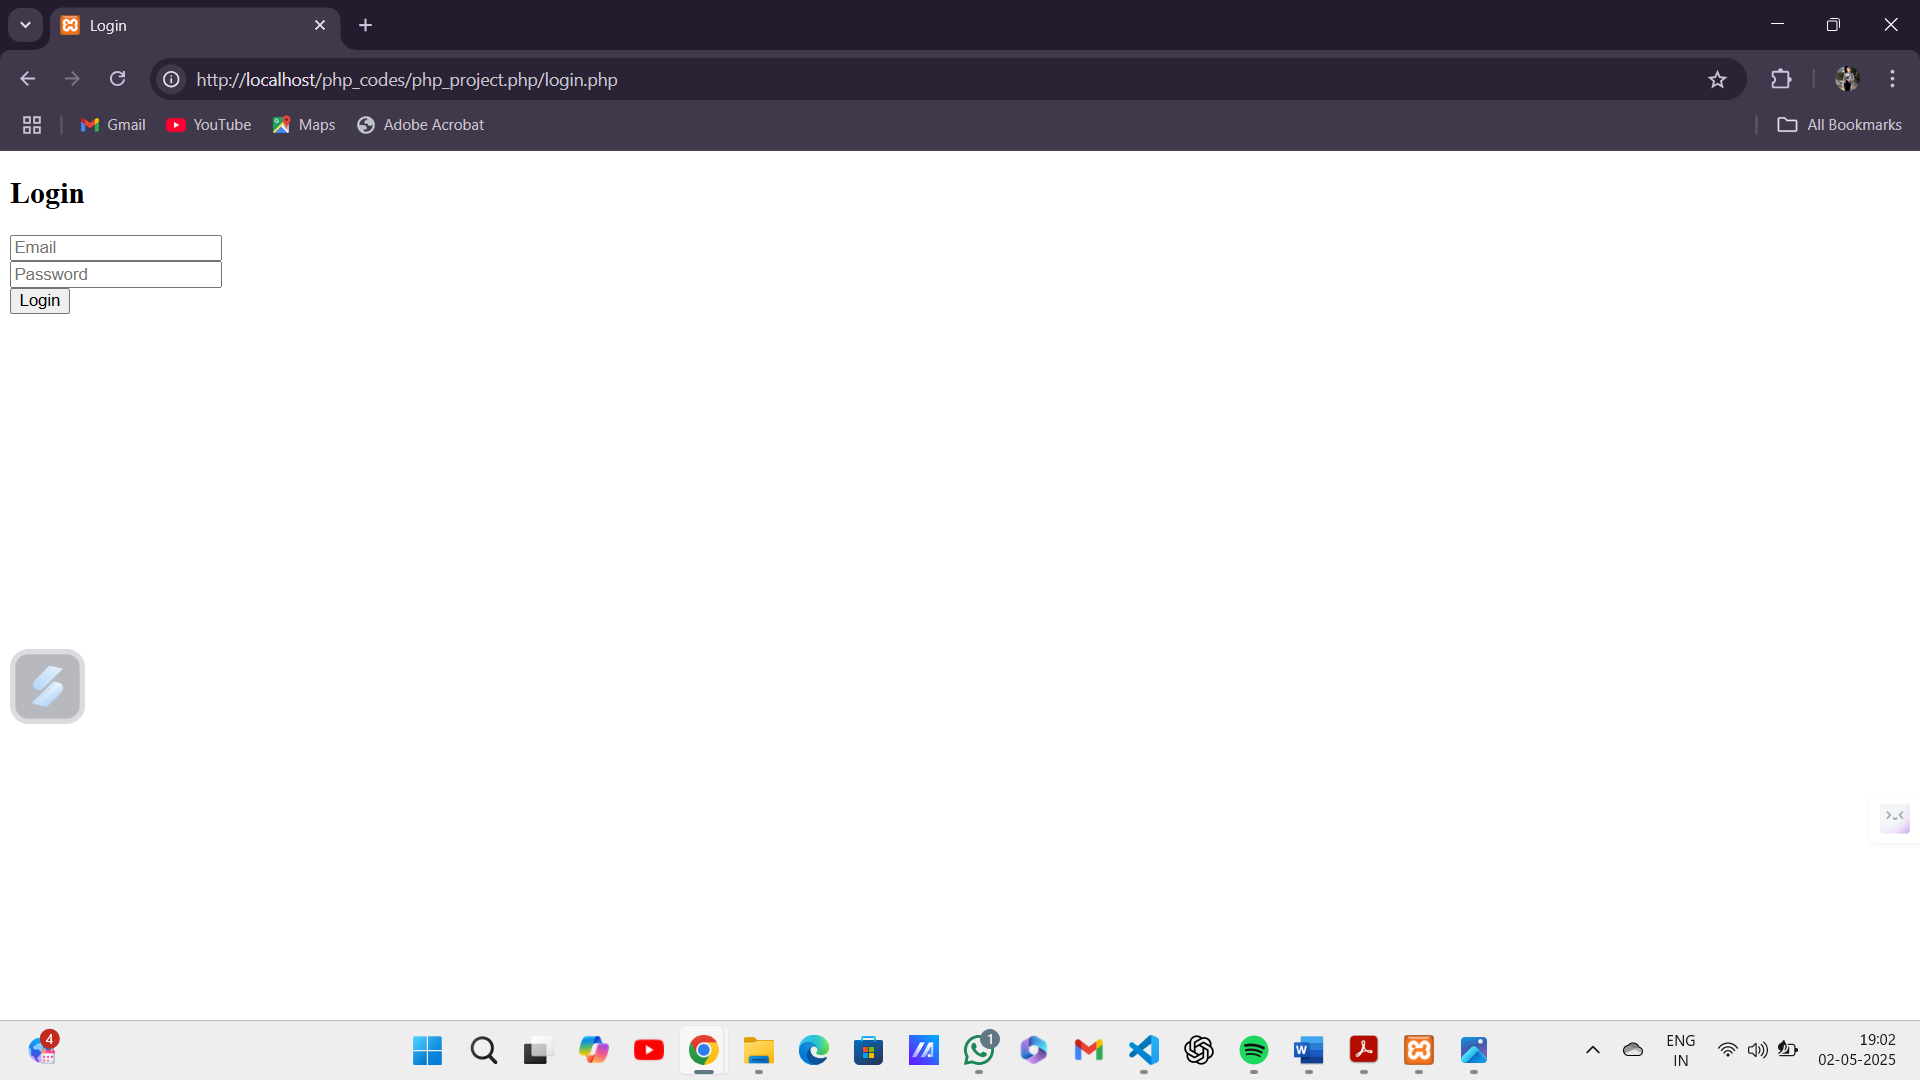 Login
http://localhost/php_codes/php_project.php/login.php
Gmail YouTube Maps Adobe Acrobat All Bookmarks
Login
Email
Password
Login
4
1
W
ENG
IN
19:02
02-05-2025